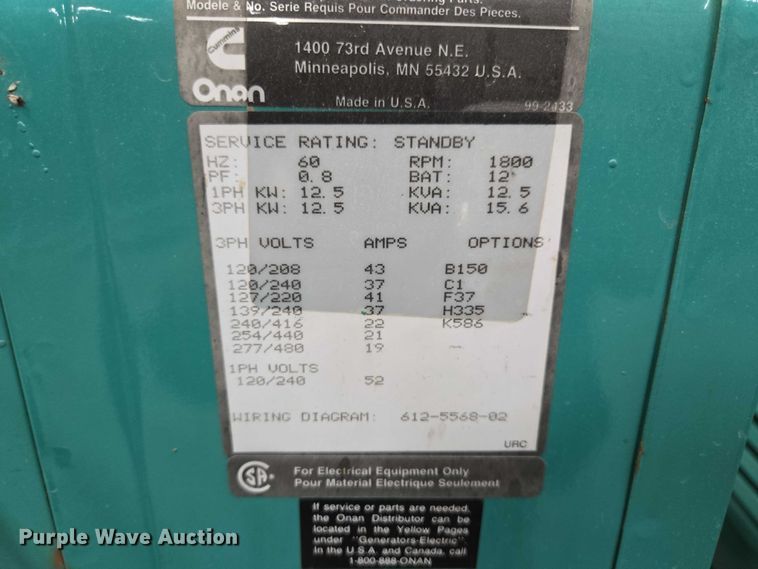 Modele & No. Serie Requis Pour Commander Des Pieces.
Cummins
Onan
1400 73rd Avenue N.E.
Minneapolis, MN 55432 U.S.A.
Made in U.S.A. 99-2433
SERVICE RATING: STANDBY
HZ: 60 RPM: 1800
PF: 0.8 BAT: 12
1PH KW: 12.5 KVA: 12.5
3PH KW: 12.5 KVA: 15.6
3PH VOLTS AMPS OPTIONS
120/208 43 B150
120/240 37 C1
127/220 41 F37
139/240 37 H335
240/416 22 K586
254/440 21
277/480 19
1PH VOLTS
120/240 52
WIRING DIAGRAM: 612-5568-02
URC
SA
For Electrical Equipment Only
Pour Material Electrique Seulement
If service or parts are needed,
the Onan Distributor can be
located in the Yellow Pages
under "Generators-Electric"
In the U.S.A. and Canada, call
1-800-888-ONAN
Purple Wave Auction